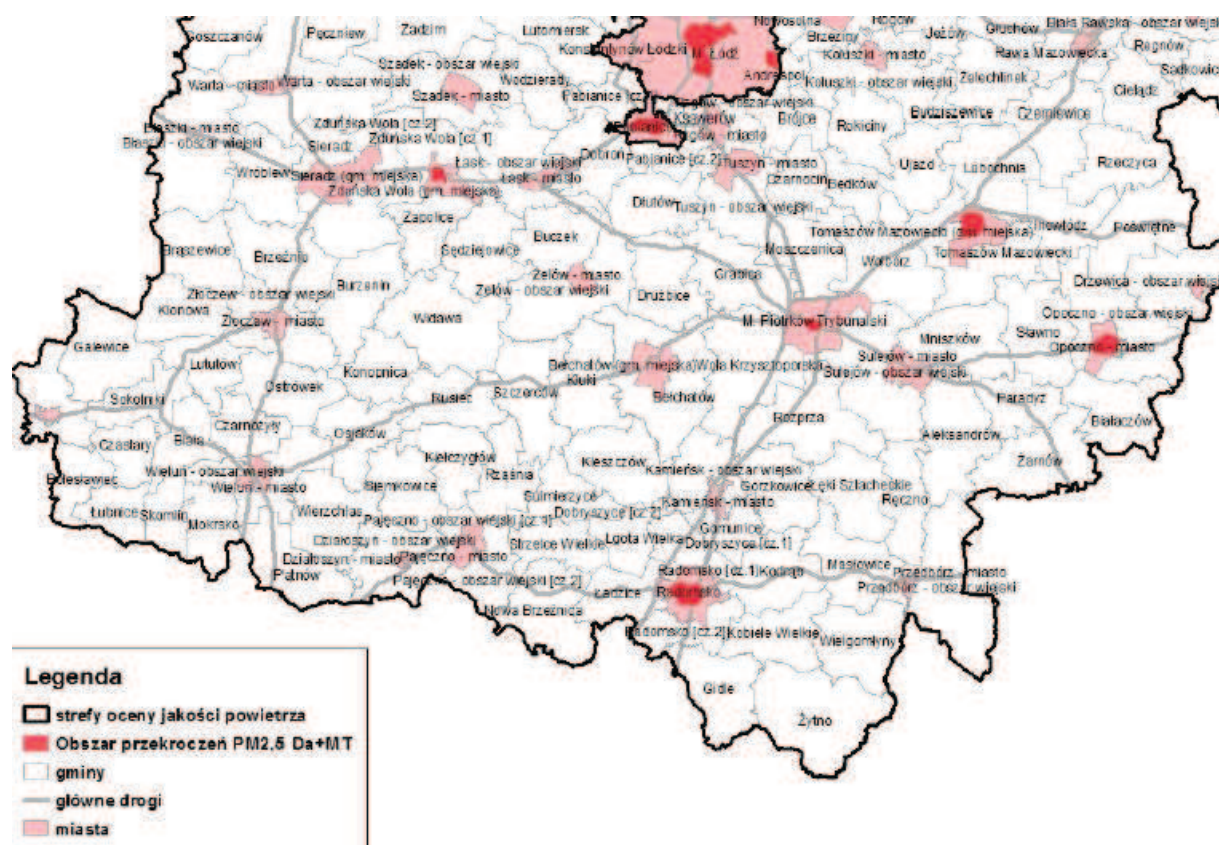 Goszczanów
Pęczniew
Zadzim
Lutomiersk
Konstantynów Łódzki
M. Łódź
Nowosolna
Brzeziny
Rogów
Jeżów
Głuchów
Biała Rawska - obszar wiejski
Rawa Mazowiecka
Regnów
Sadkowice
Szadek - obszar wiejski
Wodzierady
Andrespol
Koluszki - miasto
Koluszki - obszar wiejski
Żelechlinek
Cielądz
Warta - miasto
Warta - obszar wiejski
Szadek - miasto
Pabianice [cz.
Ksawerów
Brójce
Rokiciny
Budziszewice
Czerniewice
Błaszki - miasto
Błaszki - obszar wiejski
Zduńska Wola [cz.2]
Zduńska Wola [cz.1]
Sieradz
Łask - obszar wiejski
Łask - miasto
Dobroń
Pabianice [cz.2]
Tuszyn - miasto
Czarnocin
Będków
Ujazd
Lubochnia
Rzeczyca
Wróblew
Sieradz (gm. miejska)
Zduńska Wola (gm. miejska)
Zapolice
Dłutów
Tuszyn - obszar wiejski
Tomaszów Mazowiecki (gm. miejska)
Tomaszów Mazowiecki
Inowłódz
Poświętne
Brąszewice
Brzeźnio
Sędziejowice
Buczek
Moszczenica
Wolbórz
Grabica
Złoczew - obszar wiejski
Burzenin
Zelów - miasto
Zelów - obszar wiejski
Drużbice
Drzewica - obszar wiejski
Klonowa
Złoczew - miasto
Widawa
M. Piotrków Trybunalski
Mniszków
Sławno
Opoczno - obszar wiejski
Opoczno - miasto
Galewice
Lututów
Konopnica
Bełchatów (gm. miejska)
Wola Krzysztoporska
Kluki
Sulejów - miasto
Sulejów - obszar wiejski
Ostrówek
Sokolniki
Rusiec
Szczerców
Bełchatów
Rozprza
Paradyż
Białaczów
Czarnożyły
Osjaków
Czastary
Biała
Aleksandrów
Żarnów
Wieluń - obszar wiejski
Wieluń - miasto
Bolesławiec
Kiełczygłów
Rząśnia
Kleszczów
Kamieńsk - obszar wiejski
Kamieńsk - miasto
Gorzkowice
Łęki Szlacheckie
Ręczno
Siemkowice
Sulmierzyce
Łubnice
Skomlin
Mokrsko
Wierzchlas
Pajęczno - obszar wiejski [cz.1]
Dobryszyce [cz.2]
Gomunice
Działoszyn - obszar wiejski
Działoszyn - miasto
Pajęczno - miasto
Strzelce Wielkie
Lgota Wielka
Dobryszyce [cz.1]
Pątnów
Pajęczno - obszar wiejski [cz.2]
Radomsko [cz.1]
Kodrąb
Masłowice
Przedbórz - miasto
Przedbórz - obszar wiejski
Nowa Brzeźnica
Ładzice
Radomsko
Radomsko [cz.2]
Kobiele Wielkie
Wielgomłyny
Gidle
Żytno
Legenda
strefy oceny jakości powietrza
Obszar przekroczeń PM2,5 Da+MT
gminy
główne drogi
miasta